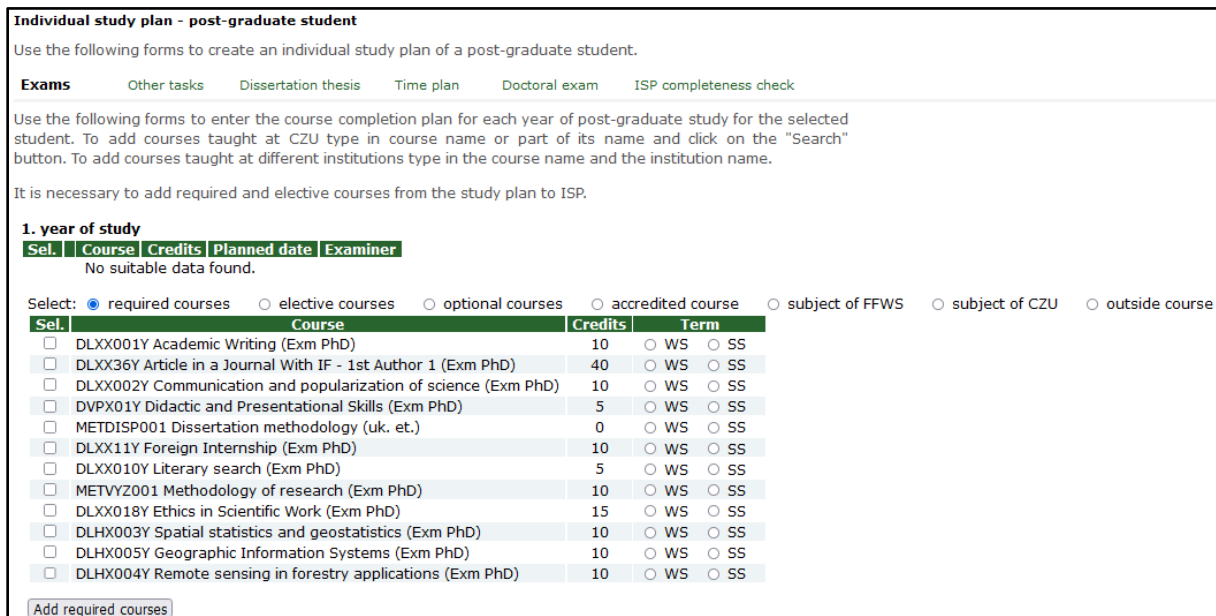 Individual study plan - post-graduate student
Use the following forms to create an individual study plan of a post-graduate student.
Exams Other tasks Dissertation thesis Time plan Doctoral exam ISP completeness check
Use the following forms to enter the course completion plan for each year of post-graduate study for the selected
student. To add courses taught at CZU type in course name or part of its name and click on the "Search"
button. To add courses taught at different institutions type in the course name and the institution name.
It is necessary to add required and elective courses from the study plan to ISP.
1. year of study
Sel. Course Credits Planned date Examiner
No suitable data found.
Select: required courses elective courses optional courses accredited course subject of FFWS subject of CZU outside course
Sel. Course Credits Term
DLXX001Y Academic Writing (Exm PhD) 10 WS SS
DLXX36Y Article in a Journal With IF - 1st Author 1 (Exm PhD) 40 WS SS
DLXX002Y Communication and popularization of science (Exm PhD) 10 WS SS
DVPX01Y Didactic and Presentational Skills (Exm PhD) 5 WS SS
METDISP001 Dissertation methodology (uk. et.) 0 WS SS
DLXX11Y Foreign Internship (Exm PhD) 10 WS SS
DLXX010Y Literary search (Exm PhD) 5 WS SS
METVYZ001 Methodology of research (Exm PhD) 10 WS SS
DLXX018Y Ethics in Scientific Work (Exm PhD) 15 WS SS
DLHX003Y Spatial statistics and geostatistics (Exm PhD) 10 WS SS
DLHX005Y Geographic Information Systems (Exm PhD) 10 WS SS
DLHX004Y Remote sensing in forestry applications (Exm PhD) 10 WS SS
Add required courses